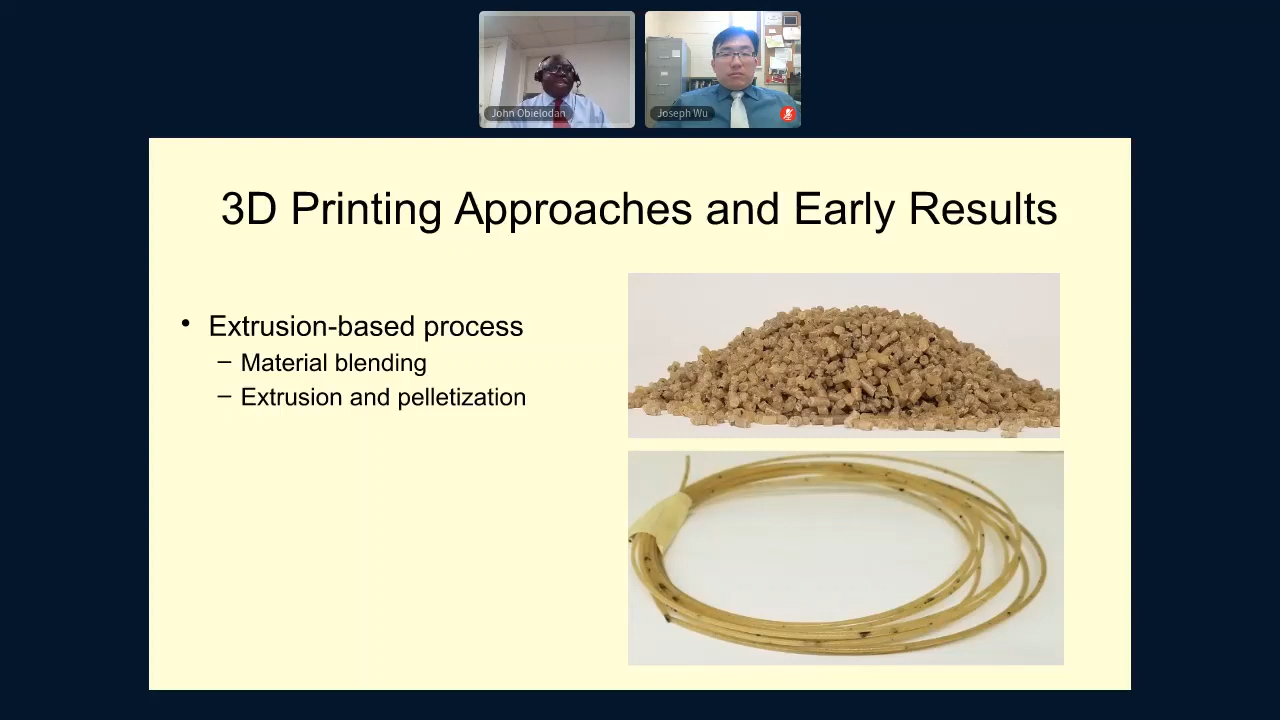 John Obielodan
Joseph Wu
3D Printing Approaches and Early Results
• Extrusion-based process
– Material blending
– Extrusion and pelletization